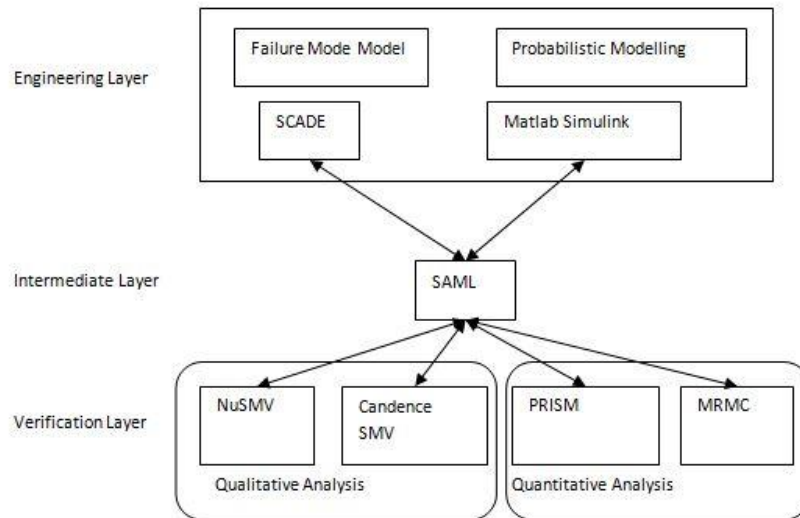 Failure Mode Model
Probabilistic Modelling
Engineering Layer
SCADE
Matlab Simulink
Intermediate Layer
SAML
NuSMV
Candence
SMV
PRISM
MRMC
Verification Layer
Qualitative Analysis
Quantitative Analysis